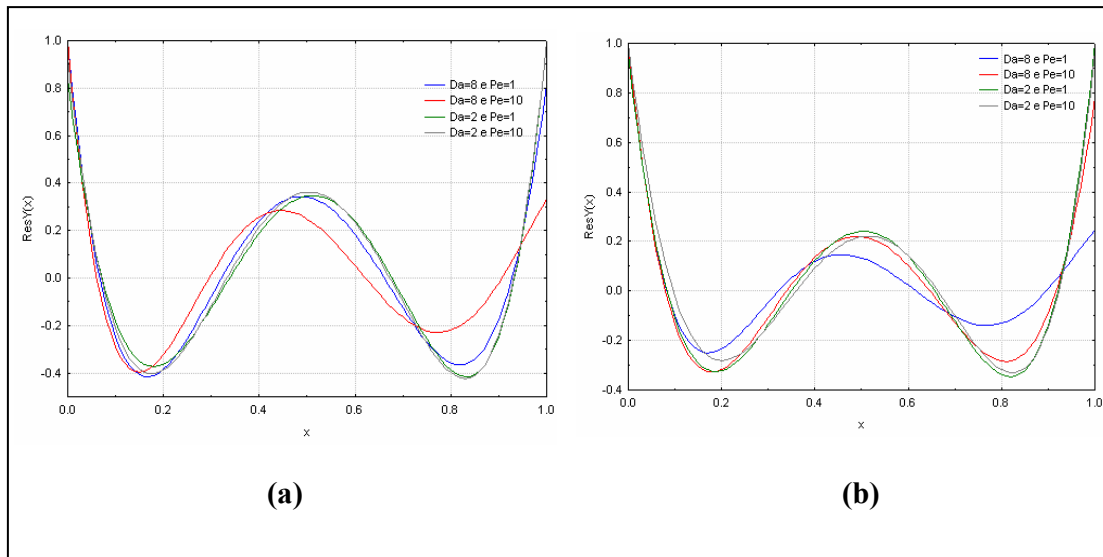 1.0
0.8
0.6
0.4
0.2
0.0
-0.2
-0.4
ResY(x)
0.0 0.2 0.4 0.6 0.8 1.0
x
Da=8 e Pe=1
Da=8 e Pe=10
Da=2 e Pe=1
Da=2 e Pe=10
(a)
1.0
0.8
0.6
0.4
0.2
0.0
-0.2
-0.4
ResY(x)
0.0 0.2 0.4 0.6 0.8 1.0
x
Da=8 e Pe=1
Da=8 e Pe=10
Da=2 e Pe=1
Da=2 e Pe=10
(b)